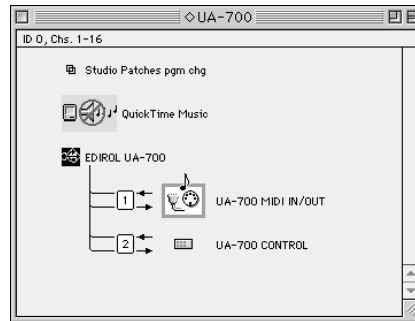 ◇UA-700
ID 0, Chs. 1-16
Studio Patches pgm chg
QuickTime Music
EDIROL UA-700
1
UA-700 MIDI IN/OUT
2
UA-700 CONTROL